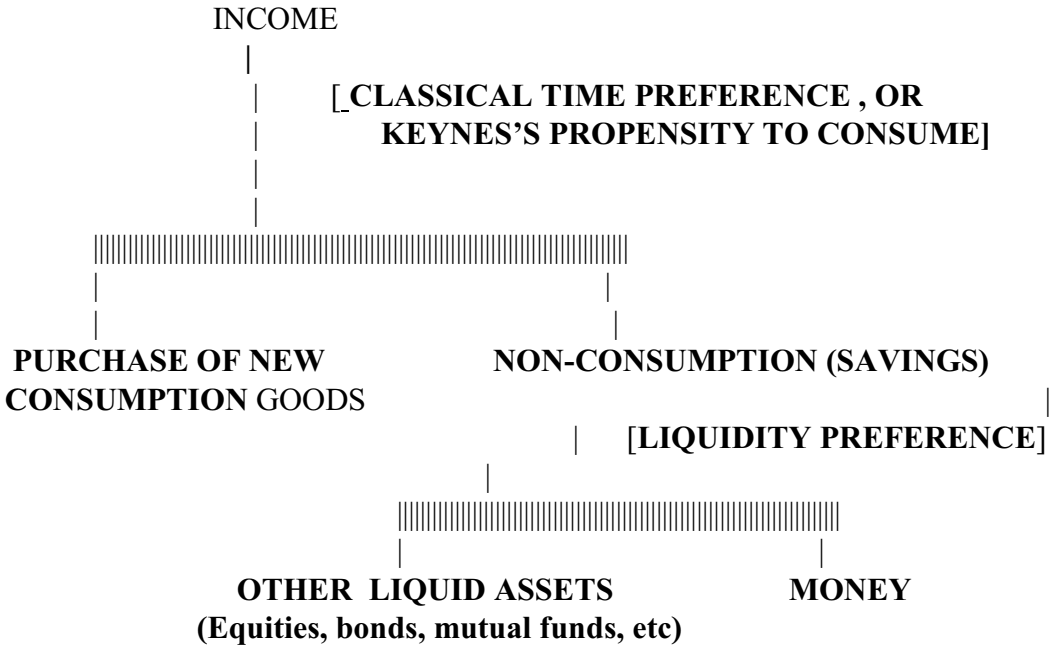 INCOME
[ CLASSICAL TIME PREFERENCE , OR
KEYNES’S PROPENSITY TO CONSUME]
PURCHASE OF NEW NON-CONSUMPTION (SAVINGS)
CONSUMPTION GOODS
[LIQUIDITY PREFERENCE]
OTHER LIQUID ASSETS MONEY
(Equities, bonds, mutual funds, etc)